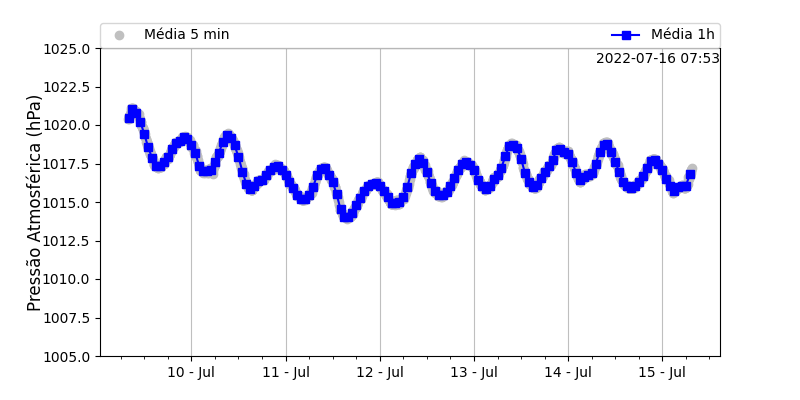 Média 5 min
Média 1h
2022-07-16 07:53
Pressão Atmosférica (hPa)
1025.0
1022.5
1020.0
1017.5
1015.0
1012.5
1010.0
1007.5
1005.0
10 - Jul
11 - Jul
12 - Jul
13 - Jul
14 - Jul
15 - Jul